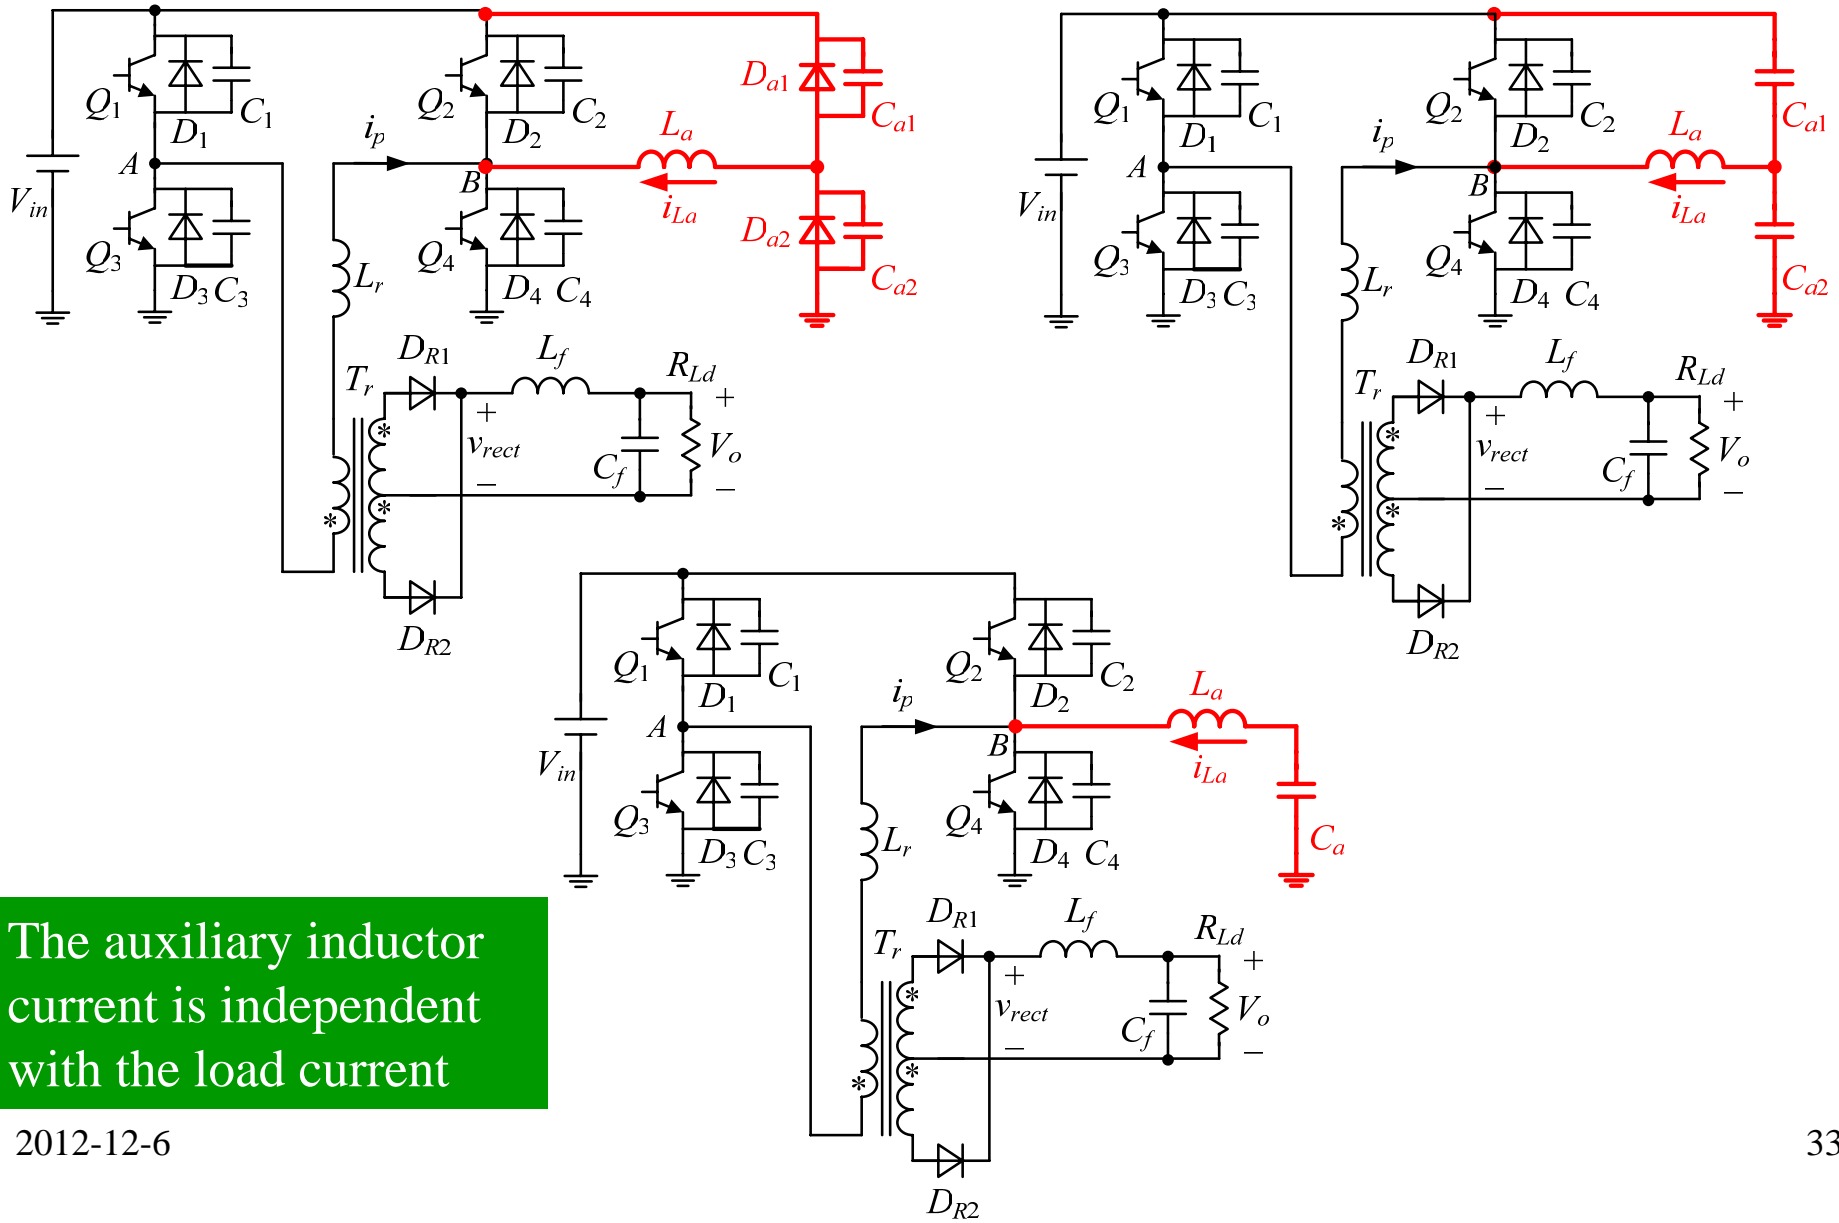 Q1 D1 C1 Q2 D2 C2 Da1 Ca1
Vin A ip B La iLa
Q3 D3 C3 Q4 D4 C4 Da2 Ca2
Lr
Tr DR1 Lf RLd
+ vrect − Cf + Vo −
* * *
DR2
Q1 D1 C1 Q2 D2 C2 Ca1
Vin A ip B La iLa
Q3 D3 C3 Q4 D4 C4 Ca2
Lr
Tr DR1 Lf RLd
+ vrect − Cf + Vo −
* * *
DR2
Q1 D1 C1 Q2 D2 C2
Vin A ip B La iLa
Q3 D3 C3 Q4 D4 C4 Ca
Lr
Tr DR1 Lf RLd
+ vrect − Cf + Vo −
* * *
DR2
The auxiliary inductor
current is independent
with the load current
2012-12-6
33